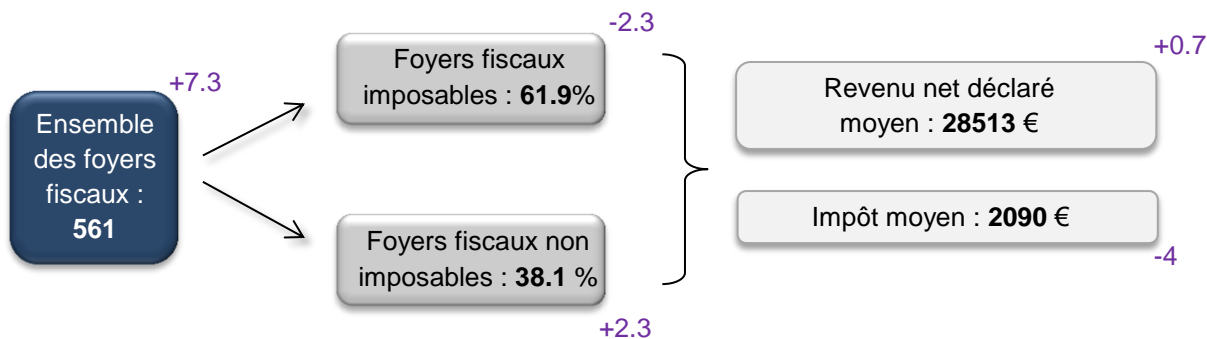 +7.3
Ensemble
des foyers
fiscaux :
561
-2.3
Foyers fiscaux
imposables : 61.9%
Foyers fiscaux non
imposables : 38.1 %
+2.3
+0.7
Revenu net déclaré
moyen : 28513 €
Impôt moyen : 2090 €
-4